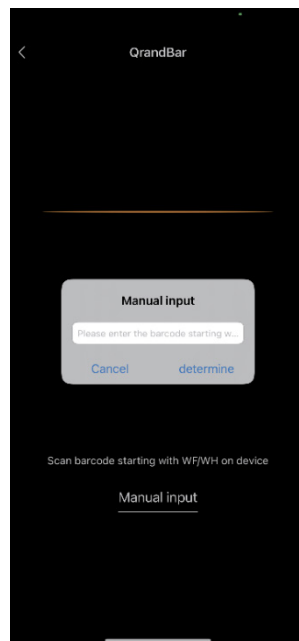 QrandBar
Manual input
Please enter the barcode starting w...
Cancel
determine
Scan barcode starting with WF/WH on device
Manual input